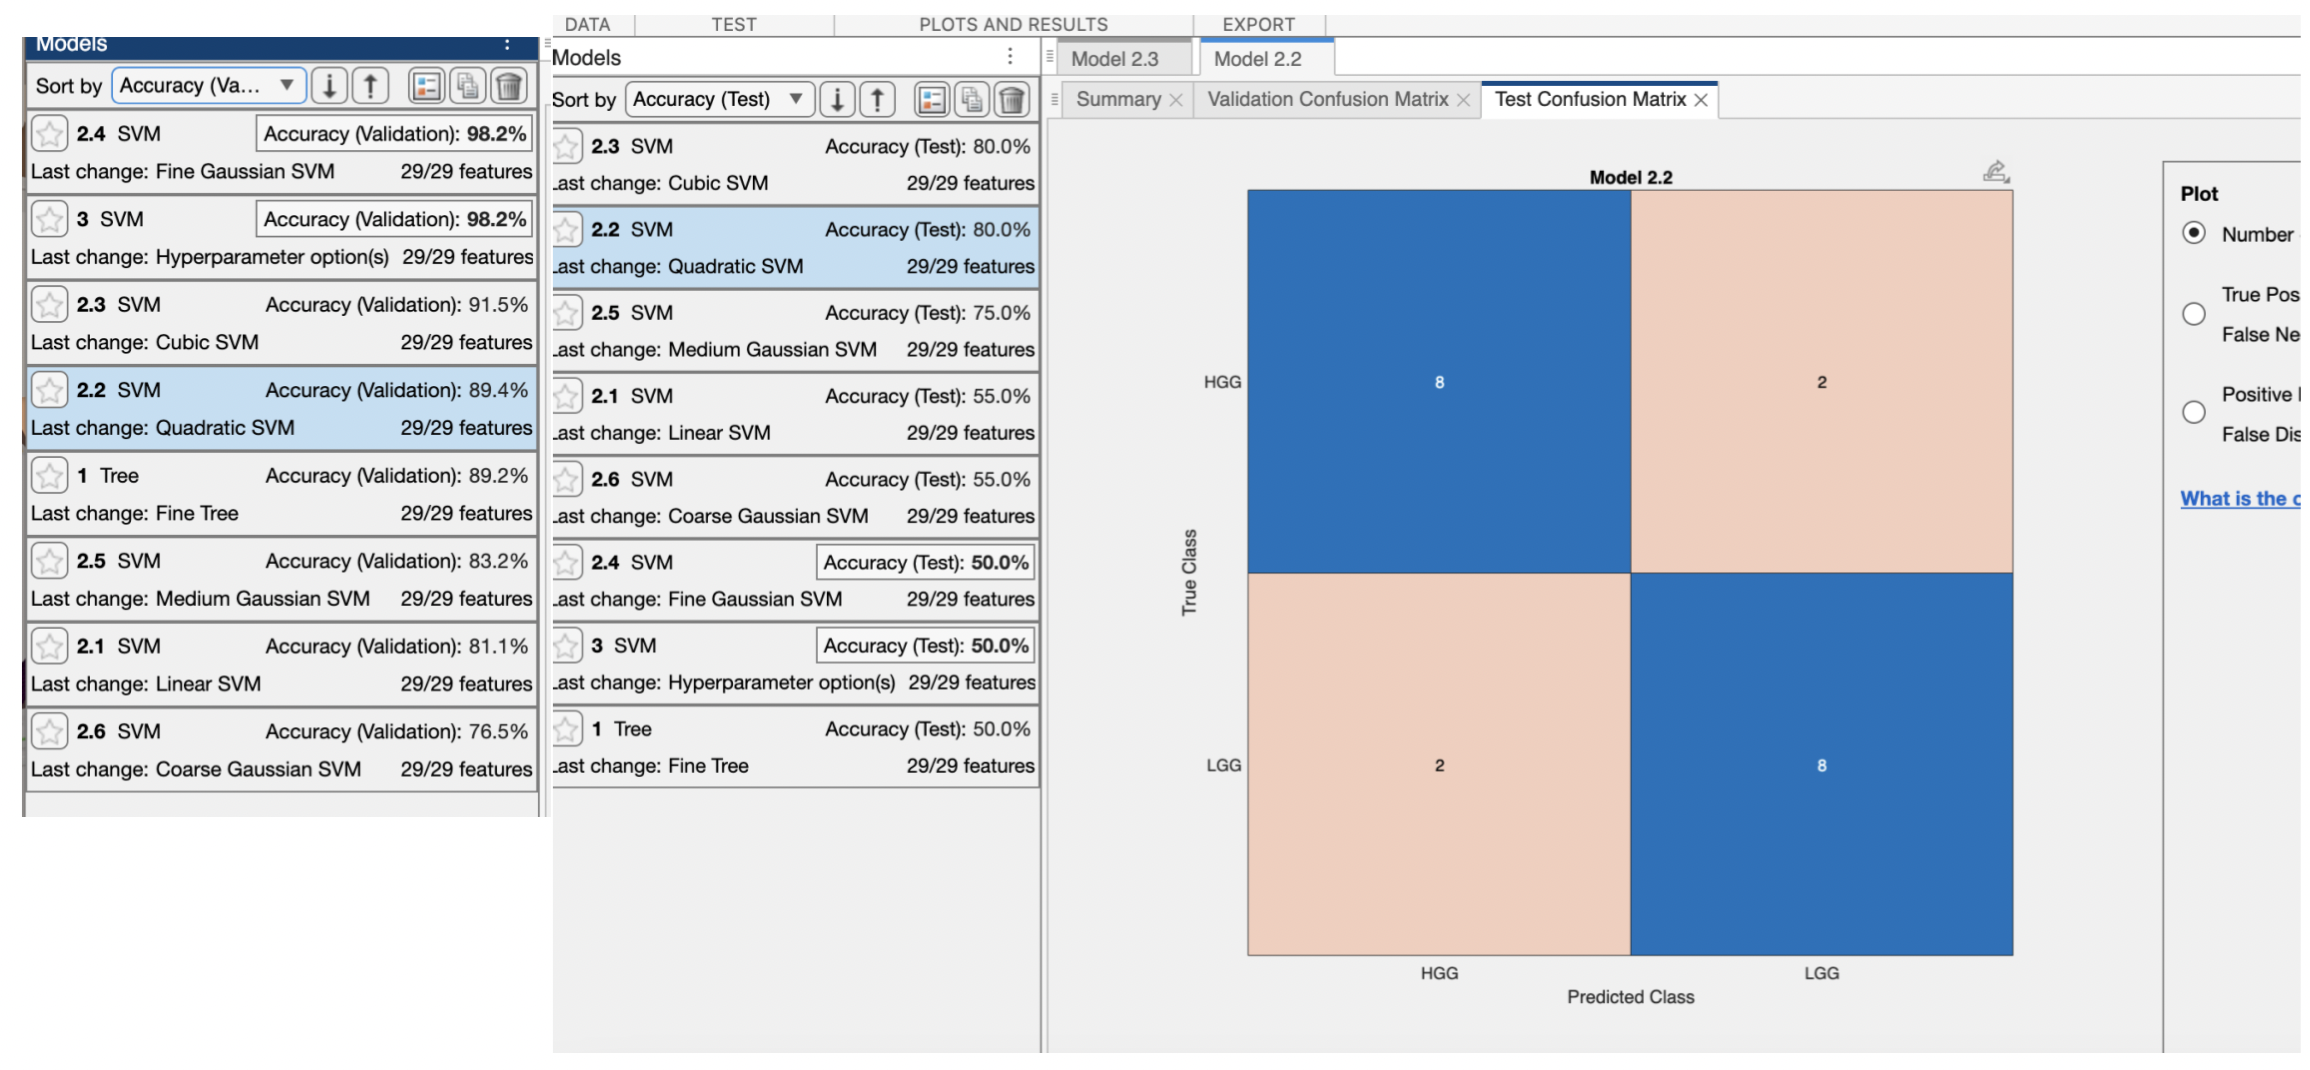 Models
Sort by Accuracy (Va...
2.4 SVM Accuracy (Validation): 98.2%
Last change: Fine Gaussian SVM 29/29 features
3 SVM Accuracy (Validation): 98.2%
Last change: Hyperparameter option(s) 29/29 features
2.3 SVM Accuracy (Validation): 91.5%
Last change: Cubic SVM 29/29 features
2.2 SVM Accuracy (Validation): 89.4%
Last change: Quadratic SVM 29/29 features
1 Tree Accuracy (Validation): 89.2%
Last change: Fine Tree 29/29 features
2.5 SVM Accuracy (Validation): 83.2%
Last change: Medium Gaussian SVM 29/29 features
2.1 SVM Accuracy (Validation): 81.1%
Last change: Linear SVM 29/29 features
2.6 SVM Accuracy (Validation): 76.5%
Last change: Coarse Gaussian SVM 29/29 features
DATA TEST PLOTS AND RESULTS EXPORT
Models
Sort by Accuracy (Test)
2.3 SVM Accuracy (Test): 80.0%
Last change: Cubic SVM 29/29 features
2.2 SVM Accuracy (Test): 80.0%
Last change: Quadratic SVM 29/29 features
2.5 SVM Accuracy (Test): 75.0%
Last change: Medium Gaussian SVM 29/29 features
2.1 SVM Accuracy (Test): 55.0%
Last change: Linear SVM 29/29 features
2.6 SVM Accuracy (Test): 55.0%
Last change: Coarse Gaussian SVM 29/29 features
2.4 SVM Accuracy (Test): 50.0%
Last change: Fine Gaussian SVM 29/29 features
3 SVM Accuracy (Test): 50.0%
Last change: Hyperparameter option(s) 29/29 features
1 Tree Accuracy (Test): 50.0%
Last change: Fine Tree 29/29 features
Model 2.3 Model 2.2
Summary Validation Confusion Matrix Test Confusion Matrix
Model 2.2
HGG 8 2
True Class
LGG 2 8
HGG LGG
Predicted Class
Plot
Number
True Pos
False Ne
Positive
False Dis
What is the